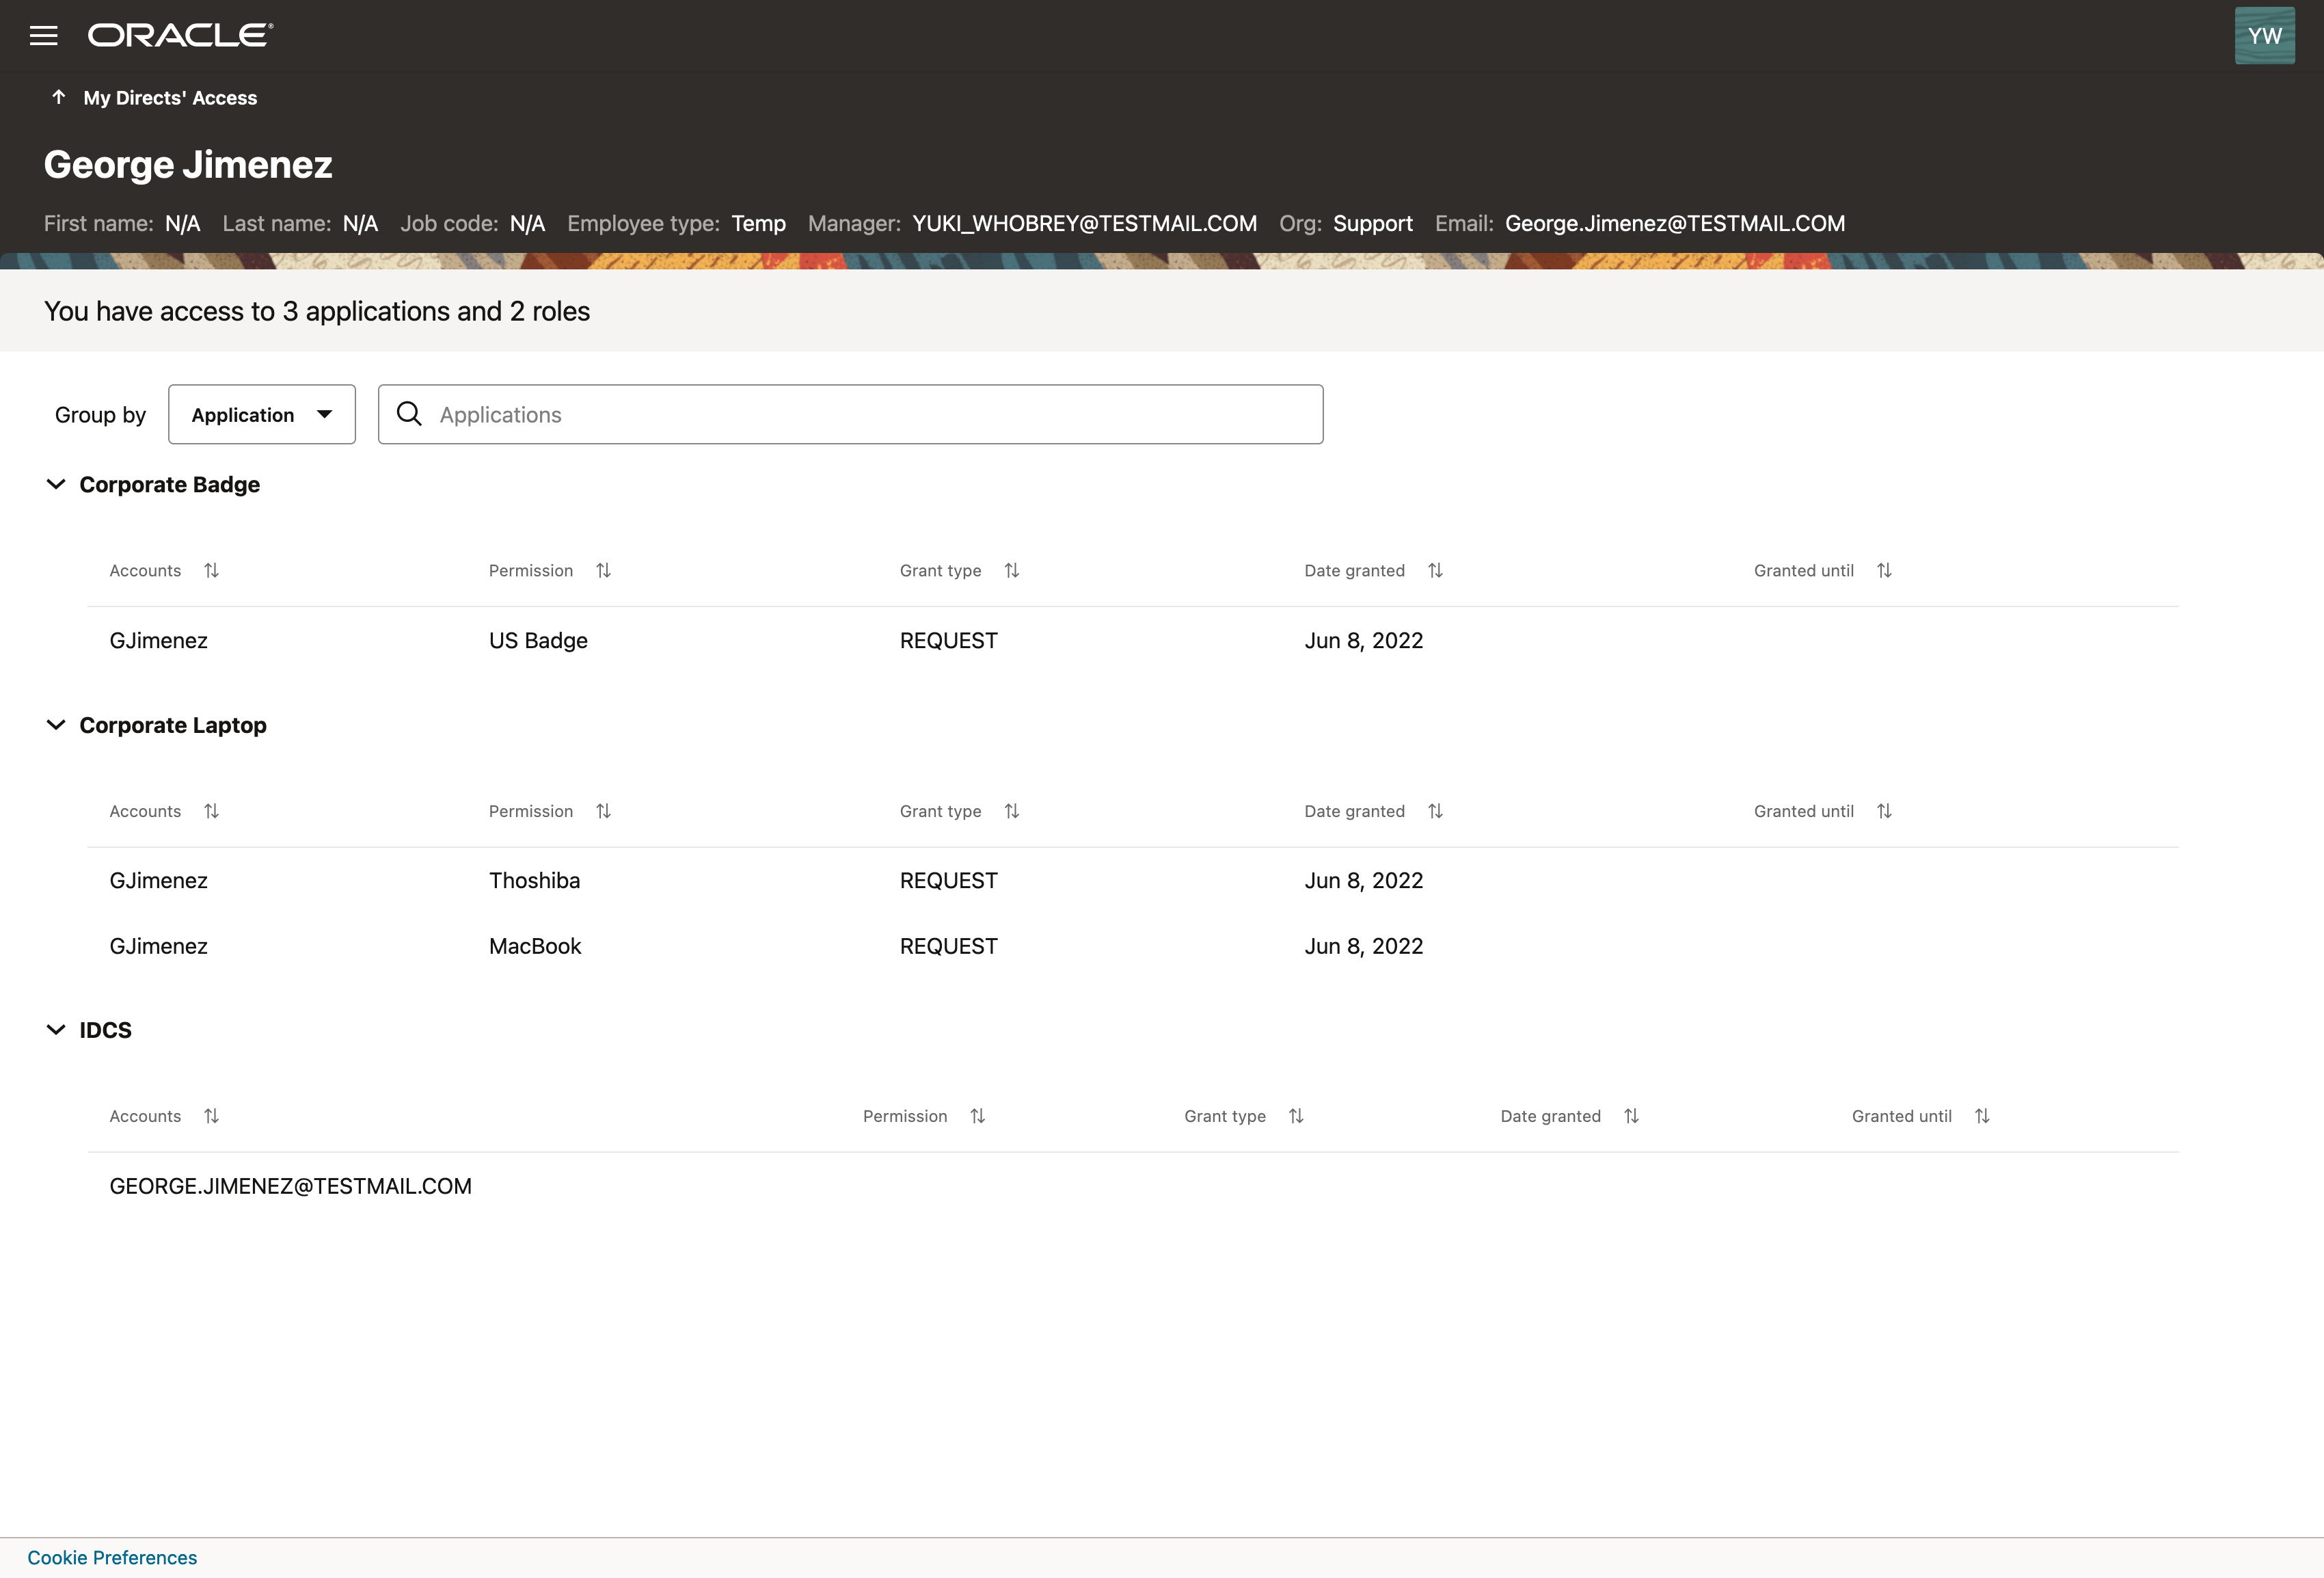 ORACLE®
YW
My Directs' Access
George Jimenez
First name: N/A Last name: N/A Job code: N/A Employee type: Temp Manager: YUKI_WHOBREY@TESTMAIL.COM Org: Support Email: George.Jimenez@TESTMAIL.COM
You have access to 3 applications and 2 roles
Group by Application Applications
Corporate Badge
Accounts Permission Grant type Date granted Granted until
GJimenez US Badge REQUEST Jun 8, 2022
Corporate Laptop
Accounts Permission Grant type Date granted Granted until
GJimenez Thoshiba REQUEST Jun 8, 2022
GJimenez MacBook REQUEST Jun 8, 2022
IDCS
Accounts Permission Grant type Date granted Granted until
GEORGE.JIMENEZ@TESTMAIL.COM
Cookie Preferences